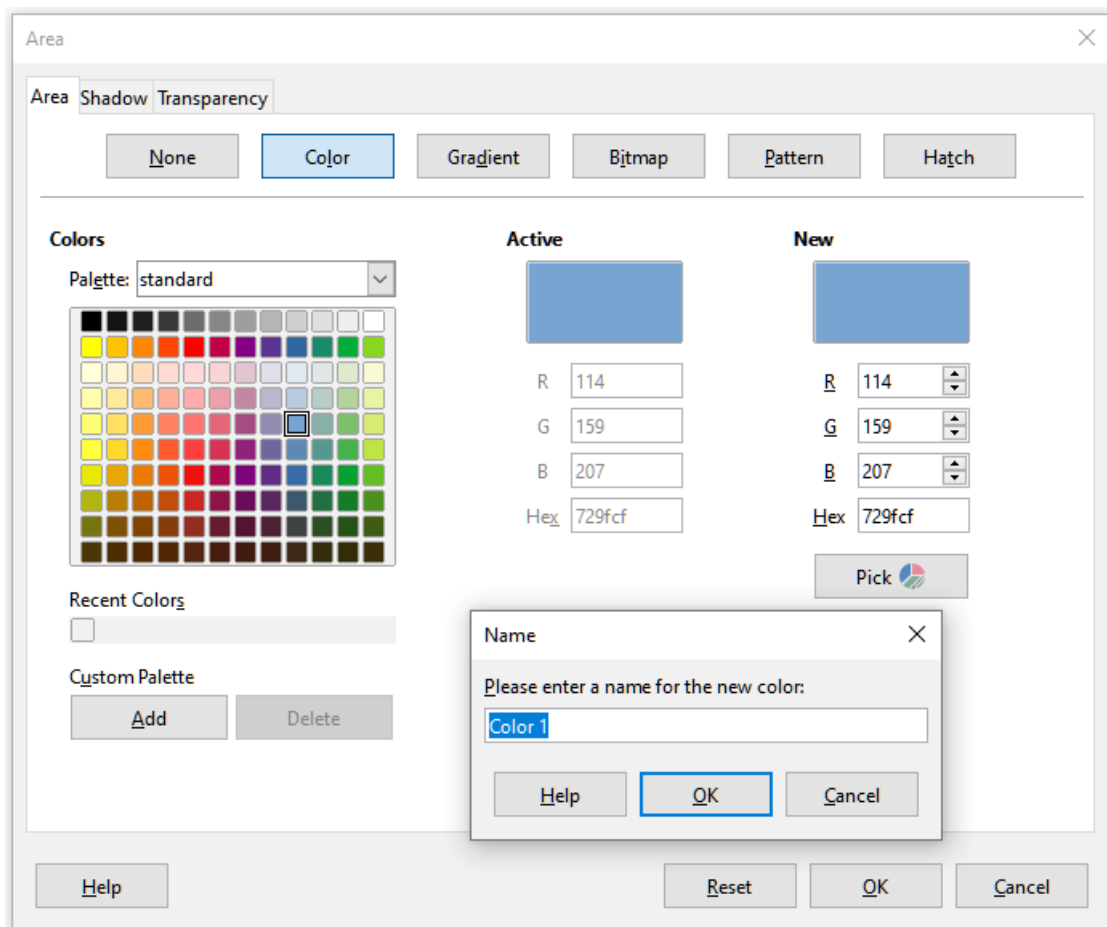 Area
Area Shadow Transparency
None Color Gradient Bitmap Pattern Hatch
Colors Active New
Palette: standard
R 114 R 114
G 159 G 159
B 207 B 207
Hex 729fcf Hex 729fcf
Pick
Recent Colors
Name
Custom Palette
Please enter a name for the new color:
Add Delete
Color 1
Help OK Cancel
Help Reset OK Cancel